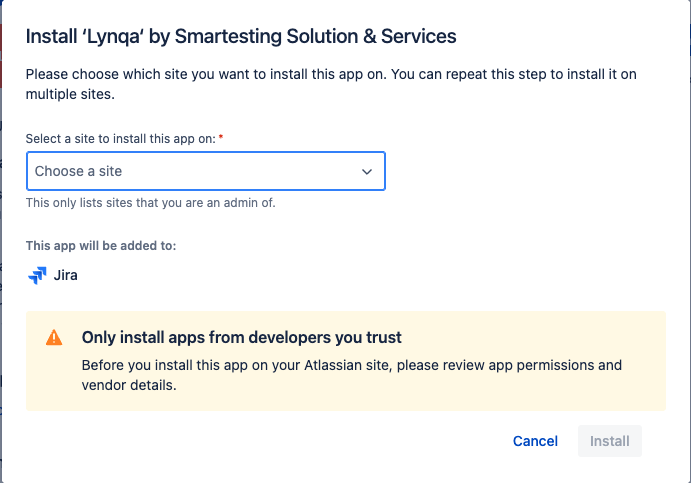 Install ‘Lynqa‘ by Smartesting Solution & Services
Please choose which site you want to install this app on. You can repeat this step to install it on
multiple sites.
Select a site to install this app on: *
Choose a site
This only lists sites that you are an admin of.
This app will be added to:
Jira
Only install apps from developers you trust
Before you install this app on your Atlassian site, please review app permissions and
vendor details.
Cancel
Install